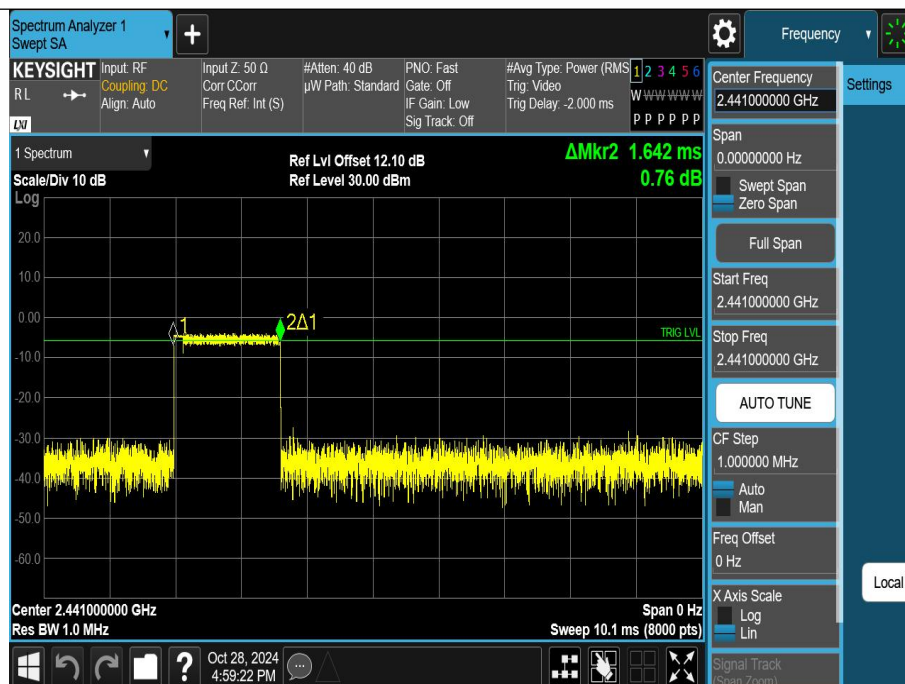 Spectrum Analyzer 1
Swept SA
+
Frequency
KEYSIGHT
RL
LXI
Input: RF
Coupling: DC
Align: Auto
Input Z: 50 Ω
Corr CCorr
Freq Ref: Int (S)
#Atten: 40 dB
µW Path: Standard
PNO: Fast
Gate: Off
IF Gain: Low
Sig Track: Off
#Avg Type: Power (RMS
Trig: Video
Trig Delay: -2.000 ms
1 2 3 4 5 6
W W W W W W
P P P P P P
1 Spectrum
Scale/Div 10 dB
Log
Ref Lvl Offset 12.10 dB
Ref Level 30.00 dBm
ΔMkr2 1.642 ms
0.76 dB
20.0
10.0
0.00
-10.0
-20.0
-30.0
-40.0
-50.0
-60.0
1
2Δ1
TRIG LVL
Center 2.441000000 GHz
Res BW 1.0 MHz
Span 0 Hz
Sweep 10.1 ms (8000 pts)
Center Frequency
2.441000000 GHz
Span
0.00000000 Hz
Swept Span
Zero Span
Full Span
Start Freq
2.441000000 GHz
Stop Freq
2.441000000 GHz
AUTO TUNE
CF Step
1.000000 MHz
Auto
Man
Freq Offset
0 Hz
X Axis Scale
Log
Lin
Signal Track
(Span Zoom)
Settings
Local
?
Oct 28, 2024
4:59:22 PM